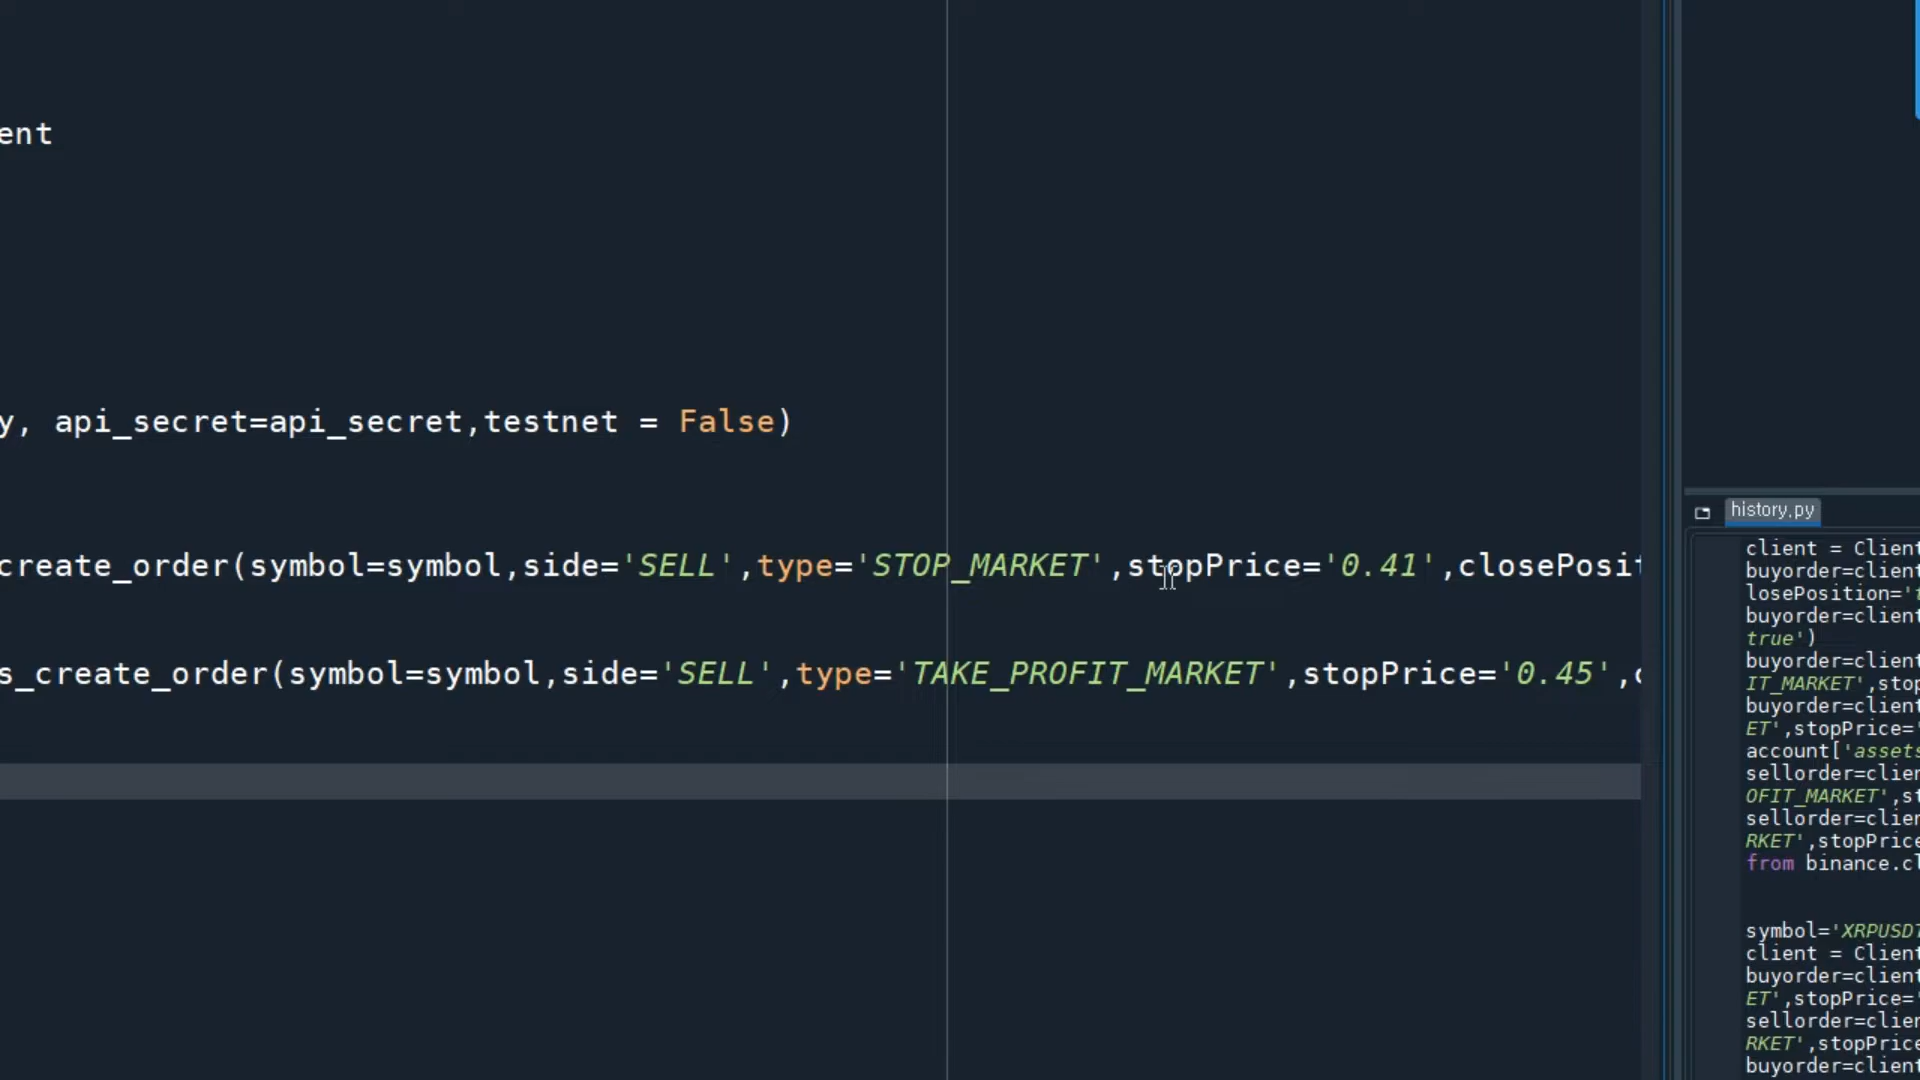 ent
y, api_secret=api_secret,testnet = False)
create_order(symbol=symbol,side='SELL',type='STOP_MARKET',stopPrice='0.41',closePosit
s_create_order(symbol=symbol,side='SELL',type='TAKE_PROFIT_MARKET',stopPrice='0.45',c
history.py
client = Client
buyorder=client
losePosition='t
buyorder=client
true')
buyorder=client
IT_MARKET',stop
buyorder=client
ET',stopPrice='
account['assets
sellorder=clien
OFIT_MARKET',st
sellorder=clien
RKET',stopPrice
from binance.cl
symbol='XRPUSDT
client = Client
buyorder=client
ET',stopPrice='
sellorder=clien
RKET',stopPrice
buyorder=client